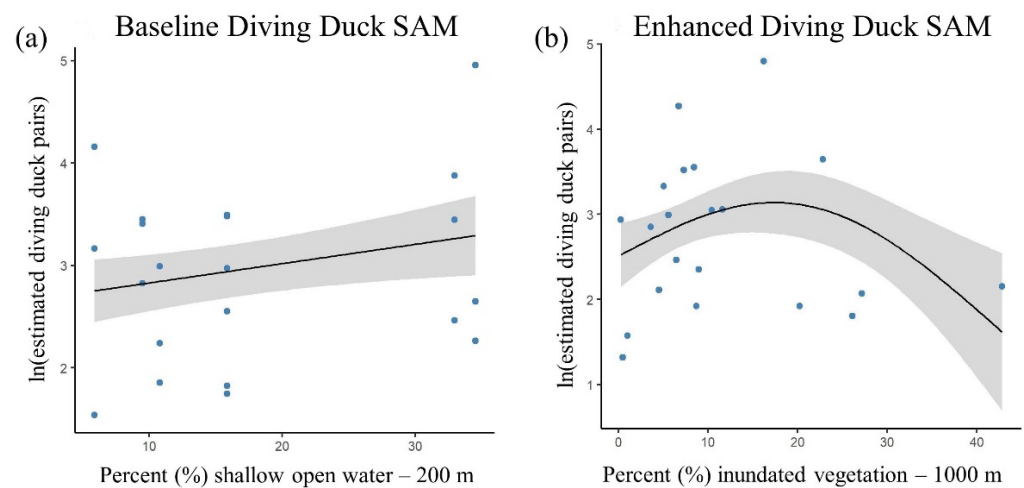 (a) Baseline Diving Duck SAM
ln(estimated diving duck pairs)
5
4
3
2
10 20 30
Percent (%) shallow open water – 200 m
(b) Enhanced Diving Duck SAM
ln(estimated diving duck pairs)
5
4
3
2
1
0 10 20 30 40
Percent (%) inundated vegetation – 1000 m